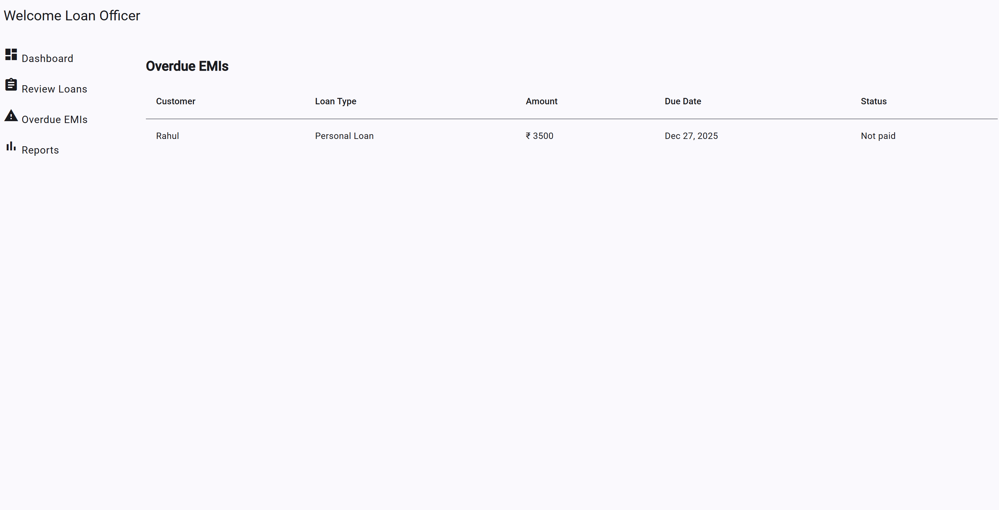 Welcome Loan Officer
Dashboard
Review Loans
Overdue EMIs
Reports
Overdue EMIs
Customer Loan Type Amount Due Date Status
Rahul Personal Loan ₹ 3500 Dec 27, 2025 Not paid